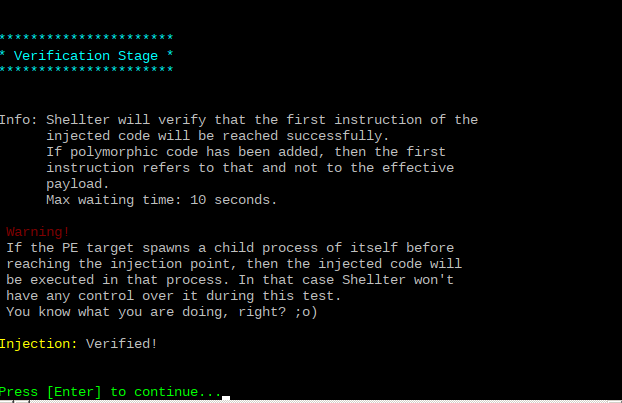 **********************
* Verification Stage *
**********************
Info: Shellter will verify that the first instruction of the
injected code will be reached successfully.
If polymorphic code has been added, then the first
instruction refers to that and not to the effective
payload.
Max waiting time: 10 seconds.
Warning!
If the PE target spawns a child process of itself before
reaching the injection point, then the injected code will
be executed in that process. In that case Shellter won't
have any control over it during this test.
You know what you are doing, right? ;o)
Injection: Verified!
Press [Enter] to continue...